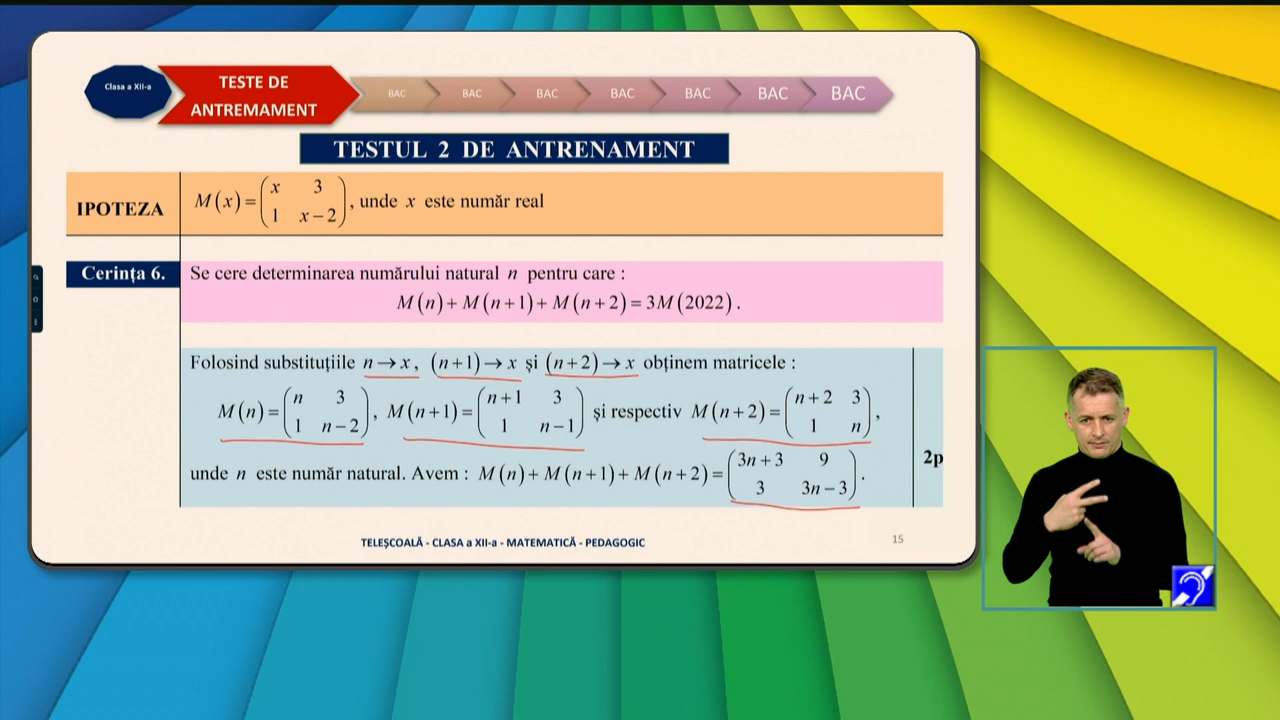 Clasa a XII-a
TESTE DE
ANTREMAMENT
BAC BAC BAC BAC BAC BAC BAC
TESTUL 2 DE ANTRENAMENT
IPOTEZA
M(x) = (x 3; 1 x − 2), unde x este număr real
Cerința 6.
Se cere determinarea numărului natural n pentru care :
M(n) + M(n+1) + M(n+2) = 3M(2022).
Folosind substituțiile n → x, (n+1) → x și (n+2) → x obținem matricele :
M(n) = (n 3; 1 n − 2), M(n+1) = (n+1 3; 1 n−1) și respectiv M(n+2) = (n+2 3; 1 n),
unde n este număr natural. Avem : M(n) + M(n+1) + M(n+2) = (3n+3 9; 3 3n−3).
2p
TELEȘCOALĂ - CLASA a XII-a - MATEMATICĂ - PEDAGOGIC
15